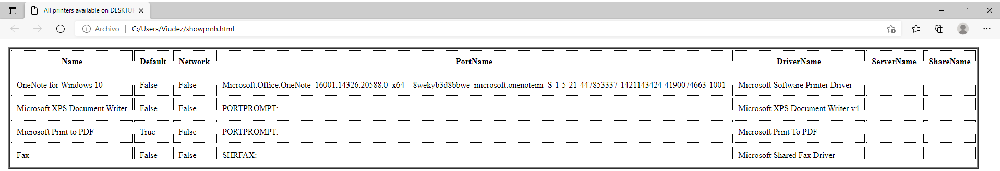 All printers available on DESKTO
Archivo | C:/Users/Viudez/showprnh.html
Name Default Network PortName DriverName ServerName ShareName
OneNote for Windows 10 False False Microsoft.Office.OneNote_16001.14326.20588.0_x64__8wekyb3d8bbwe_microsoft.onenoteim_S-1-5-21-447853337-1421143424-4190074663-1001 Microsoft Software Printer Driver
Microsoft XPS Document Writer False False PORTPROMPT: Microsoft XPS Document Writer v4
Microsoft Print to PDF True False PORTPROMPT: Microsoft Print To PDF
Fax False False SHRFAX: Microsoft Shared Fax Driver